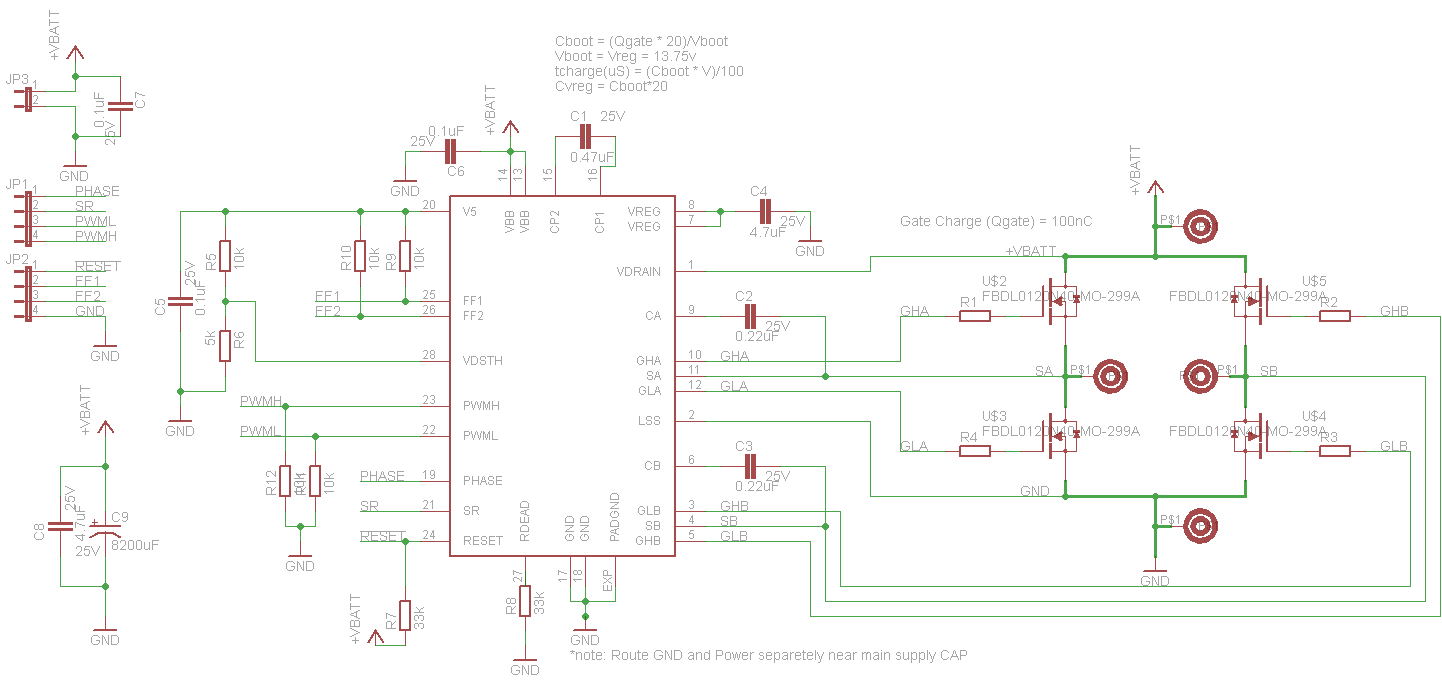 Cboot = (Qgate * 20)/Vboot
Vboot = Vreg = 13.75v
tcharge(uS) = (Cboot * V)/100
Cvreg = Cboot*20
+VBATT
JP3
1
2
0.1uF
25V
C7
GND
JP1
1 PHASE
2 SR
3 PWML
4 PWMH
JP2
1 RESET
2 FF1
3 FF2
4 GND
GND
+VBATT
C8
25V
4.7uF
C9
25V
8200uF
GND
C5
25V
0.1uF
GND
R5
10k
R6
5k
R10
10k
R9
10k
FF1
FF2
PWMH
PWML
R12
10k
R11
10k
GND
PHASE
SR
RESET
+VBATT
R7
33k
0.1uF
25V
C6
GND
+VBATT
C1 25V
0.47uF
14
13
15
16
VBB
VBB
CP2
CP1
20 V5
25 FF1
26 FF2
28 VDSTH
23 PWMH
22 PWML
19 PHASE
21 SR
24 RESET
RDEAD
GND
GND
PADGND
27
17
18
EXP
R8
33k
GND
GND
VREG 8
VREG 7
VDRAIN 1
CA 9
GHA 10 GHA
SA 11
GLA 12 GLA
LSS 2
CB 6
GLB 3 GHB
SB 4 SB
GHB 5 GLB
C4
25V
4.7uF
GND
C2
25V
0.22uF
C3
25V
0.22uF
Gate Charge (Qgate) = 100nC
+VBATT
P$1
+VBATT
U$2
FBDL0120N40-MO-299A
U$5
FBDL0120N40-MO-299A
GHA
R1
R2
GHB
SA
P$1
P$1
SB
U$3
FBDL0120N40-MO-299A
U$4
FBDL0120N40-MO-299A
GLA
R4
R3
GLB
GND
P$1
GND
*note: Route GND and Power separetely near main supply CAP